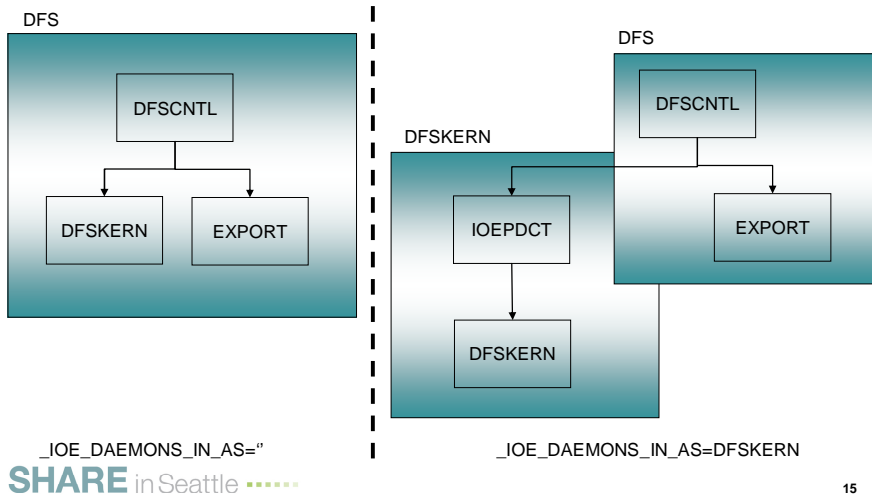 DFS
DFSCNTL
DFSKERN
EXPORT
_IOE_DAEMONS_IN_AS=‘’
DFS
DFSCNTL
DFSKERN
IOEPDCT
EXPORT
DFSKERN
_IOE_DAEMONS_IN_AS=DFSKERN
SHARE in Seattle
15